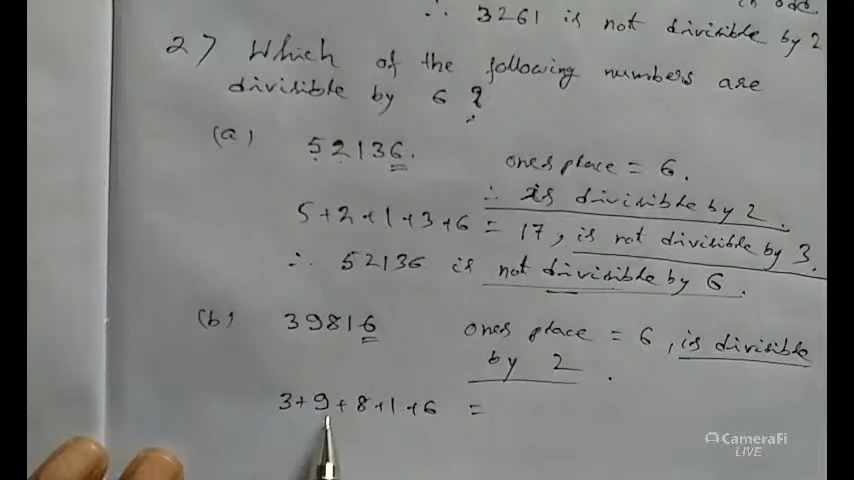 in odd
∴ 3261 is not divisible by 2
27 Which of the following numbers are
divisible by 6 ?
(a) 52136. ones place = 6.
∴ is divisible by 2.
5+2+1+3+6 = 17, is not divisible by 3.
∴ 52136 is not divisible by 6.
(b) 39816 ones place = 6, is divisible
by 2.
3+9+8+1+6 =
CameraFi
LIVE